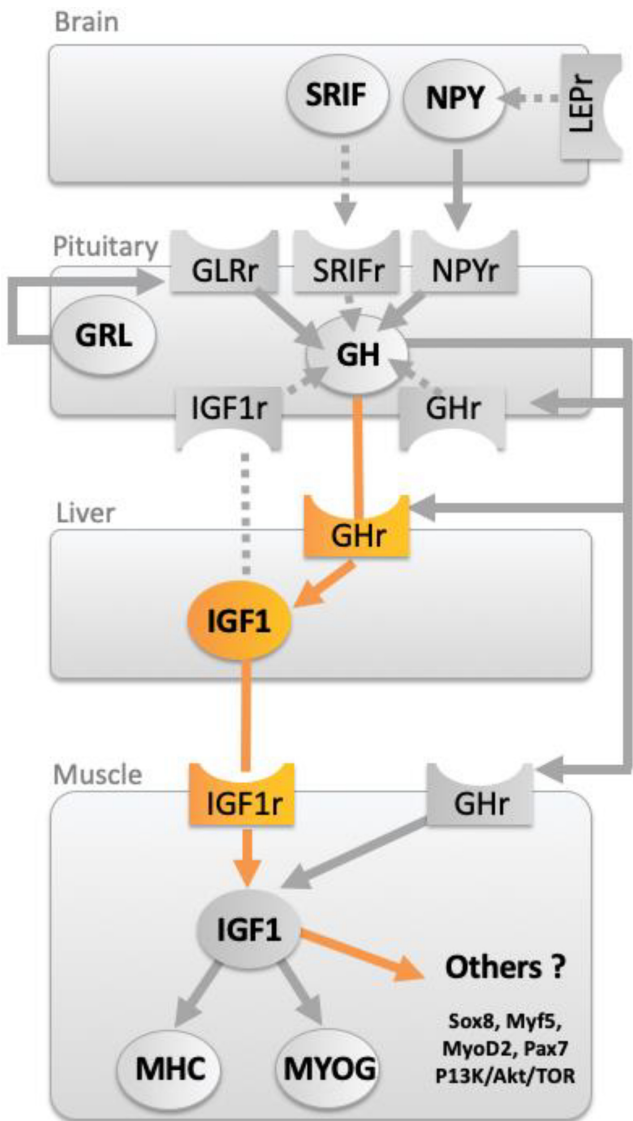 Brain
SRIF
NPY
LEPr
Pituitary
GLRr
SRIFr
NPYr
GRL
GH
IGF1r
GHr
Liver
GHr
IGF1
Muscle
IGF1r
GHr
IGF1
Others ?
Sox8, Myf5,
MyoD2, Pax7
P13K/Akt/TOR
MHC
MYOG